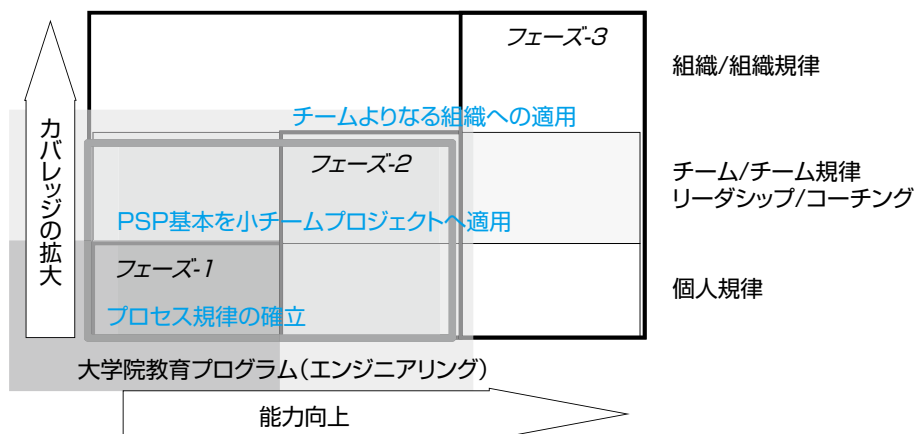 フェーズ-3
組織/組織規律
チームよりなる組織への適用
カバレッジの拡大
フェーズ-2
チーム/チーム規律
リーダシップ/コーチング
PSP基本を小チームプロジェクトへ適用
フェーズ-1
個人規律
プロセス規律の確立
大学院教育プログラム(エンジニアリング)
能力向上